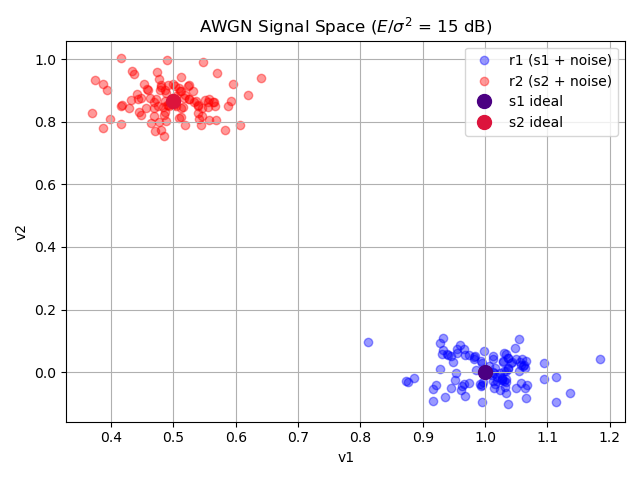 AWGN Signal Space (E/σ² = 15 dB)
r1 (s1 + noise)
r2 (s2 + noise)
s1 ideal
s2 ideal
v2
1.0
0.8
0.6
0.4
0.2
0.0
0.4 0.5 0.6 0.7 0.8 0.9 1.0 1.1 1.2
v1